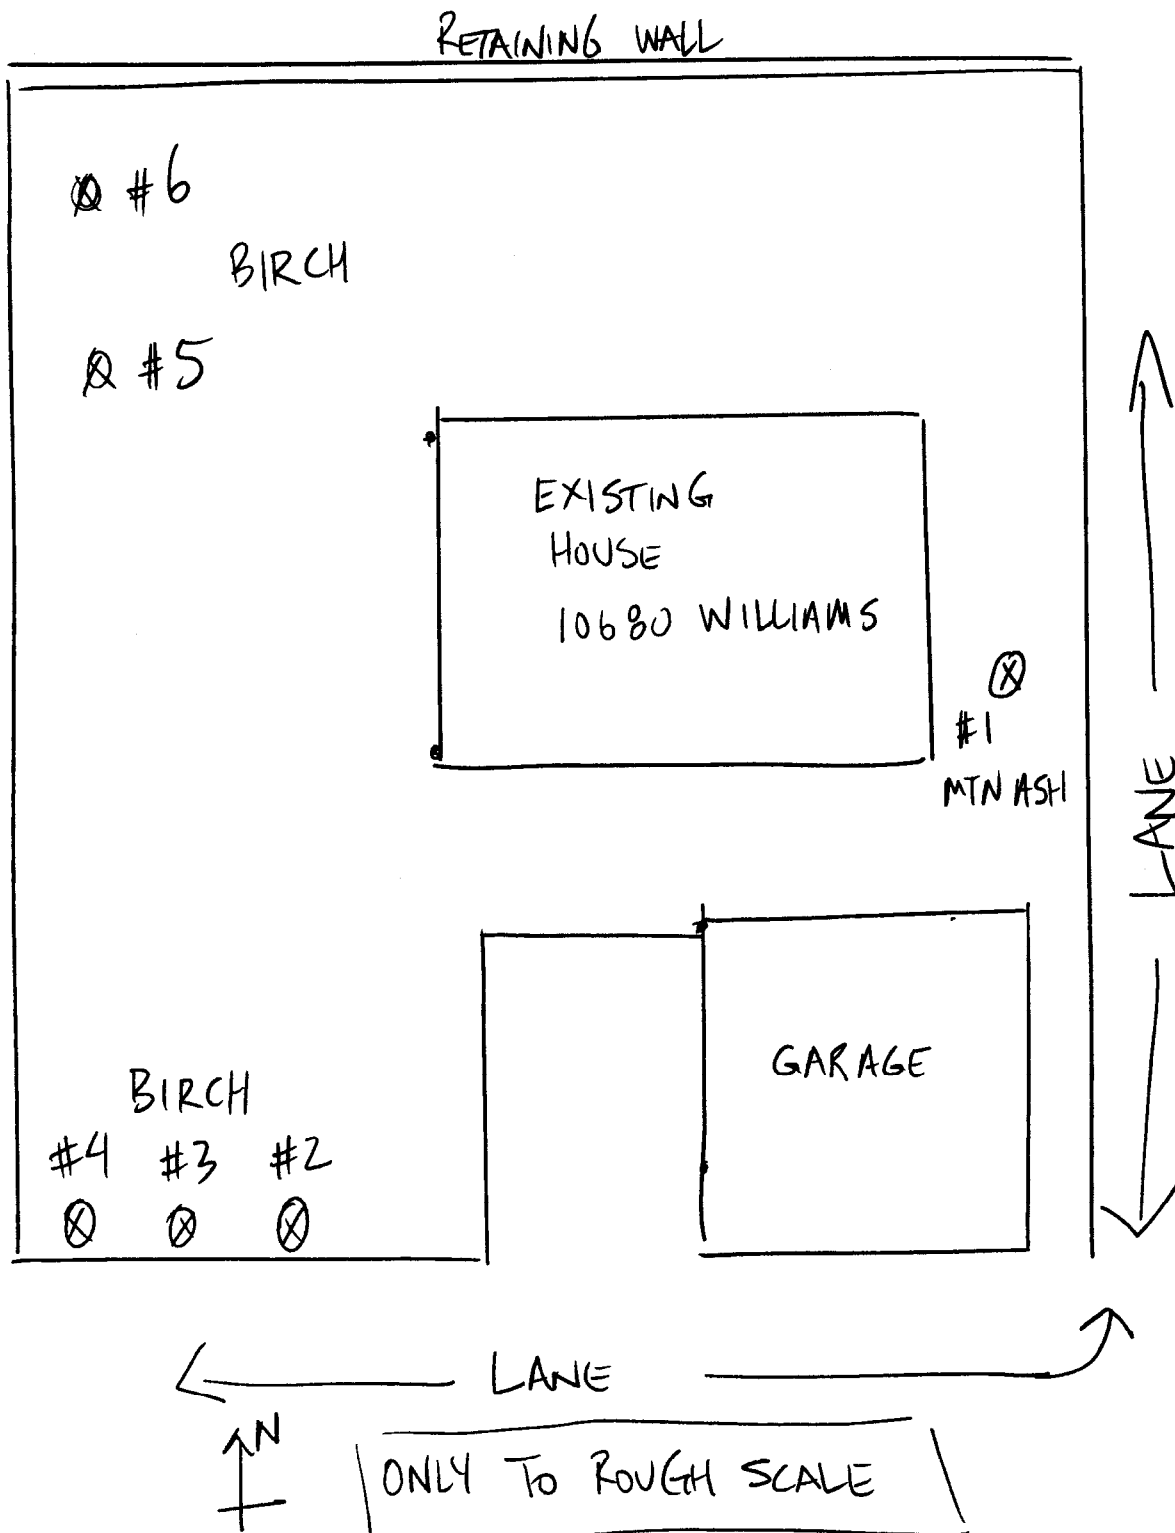 RETAINING WALL
#6
BIRCH
#5
EXISTING
HOUSE
10680 WILLIAMS
#1
MTN ASH
LANE
GARAGE
BIRCH
#4 #3 #2
LANE
N
ONLY TO ROUGH SCALE